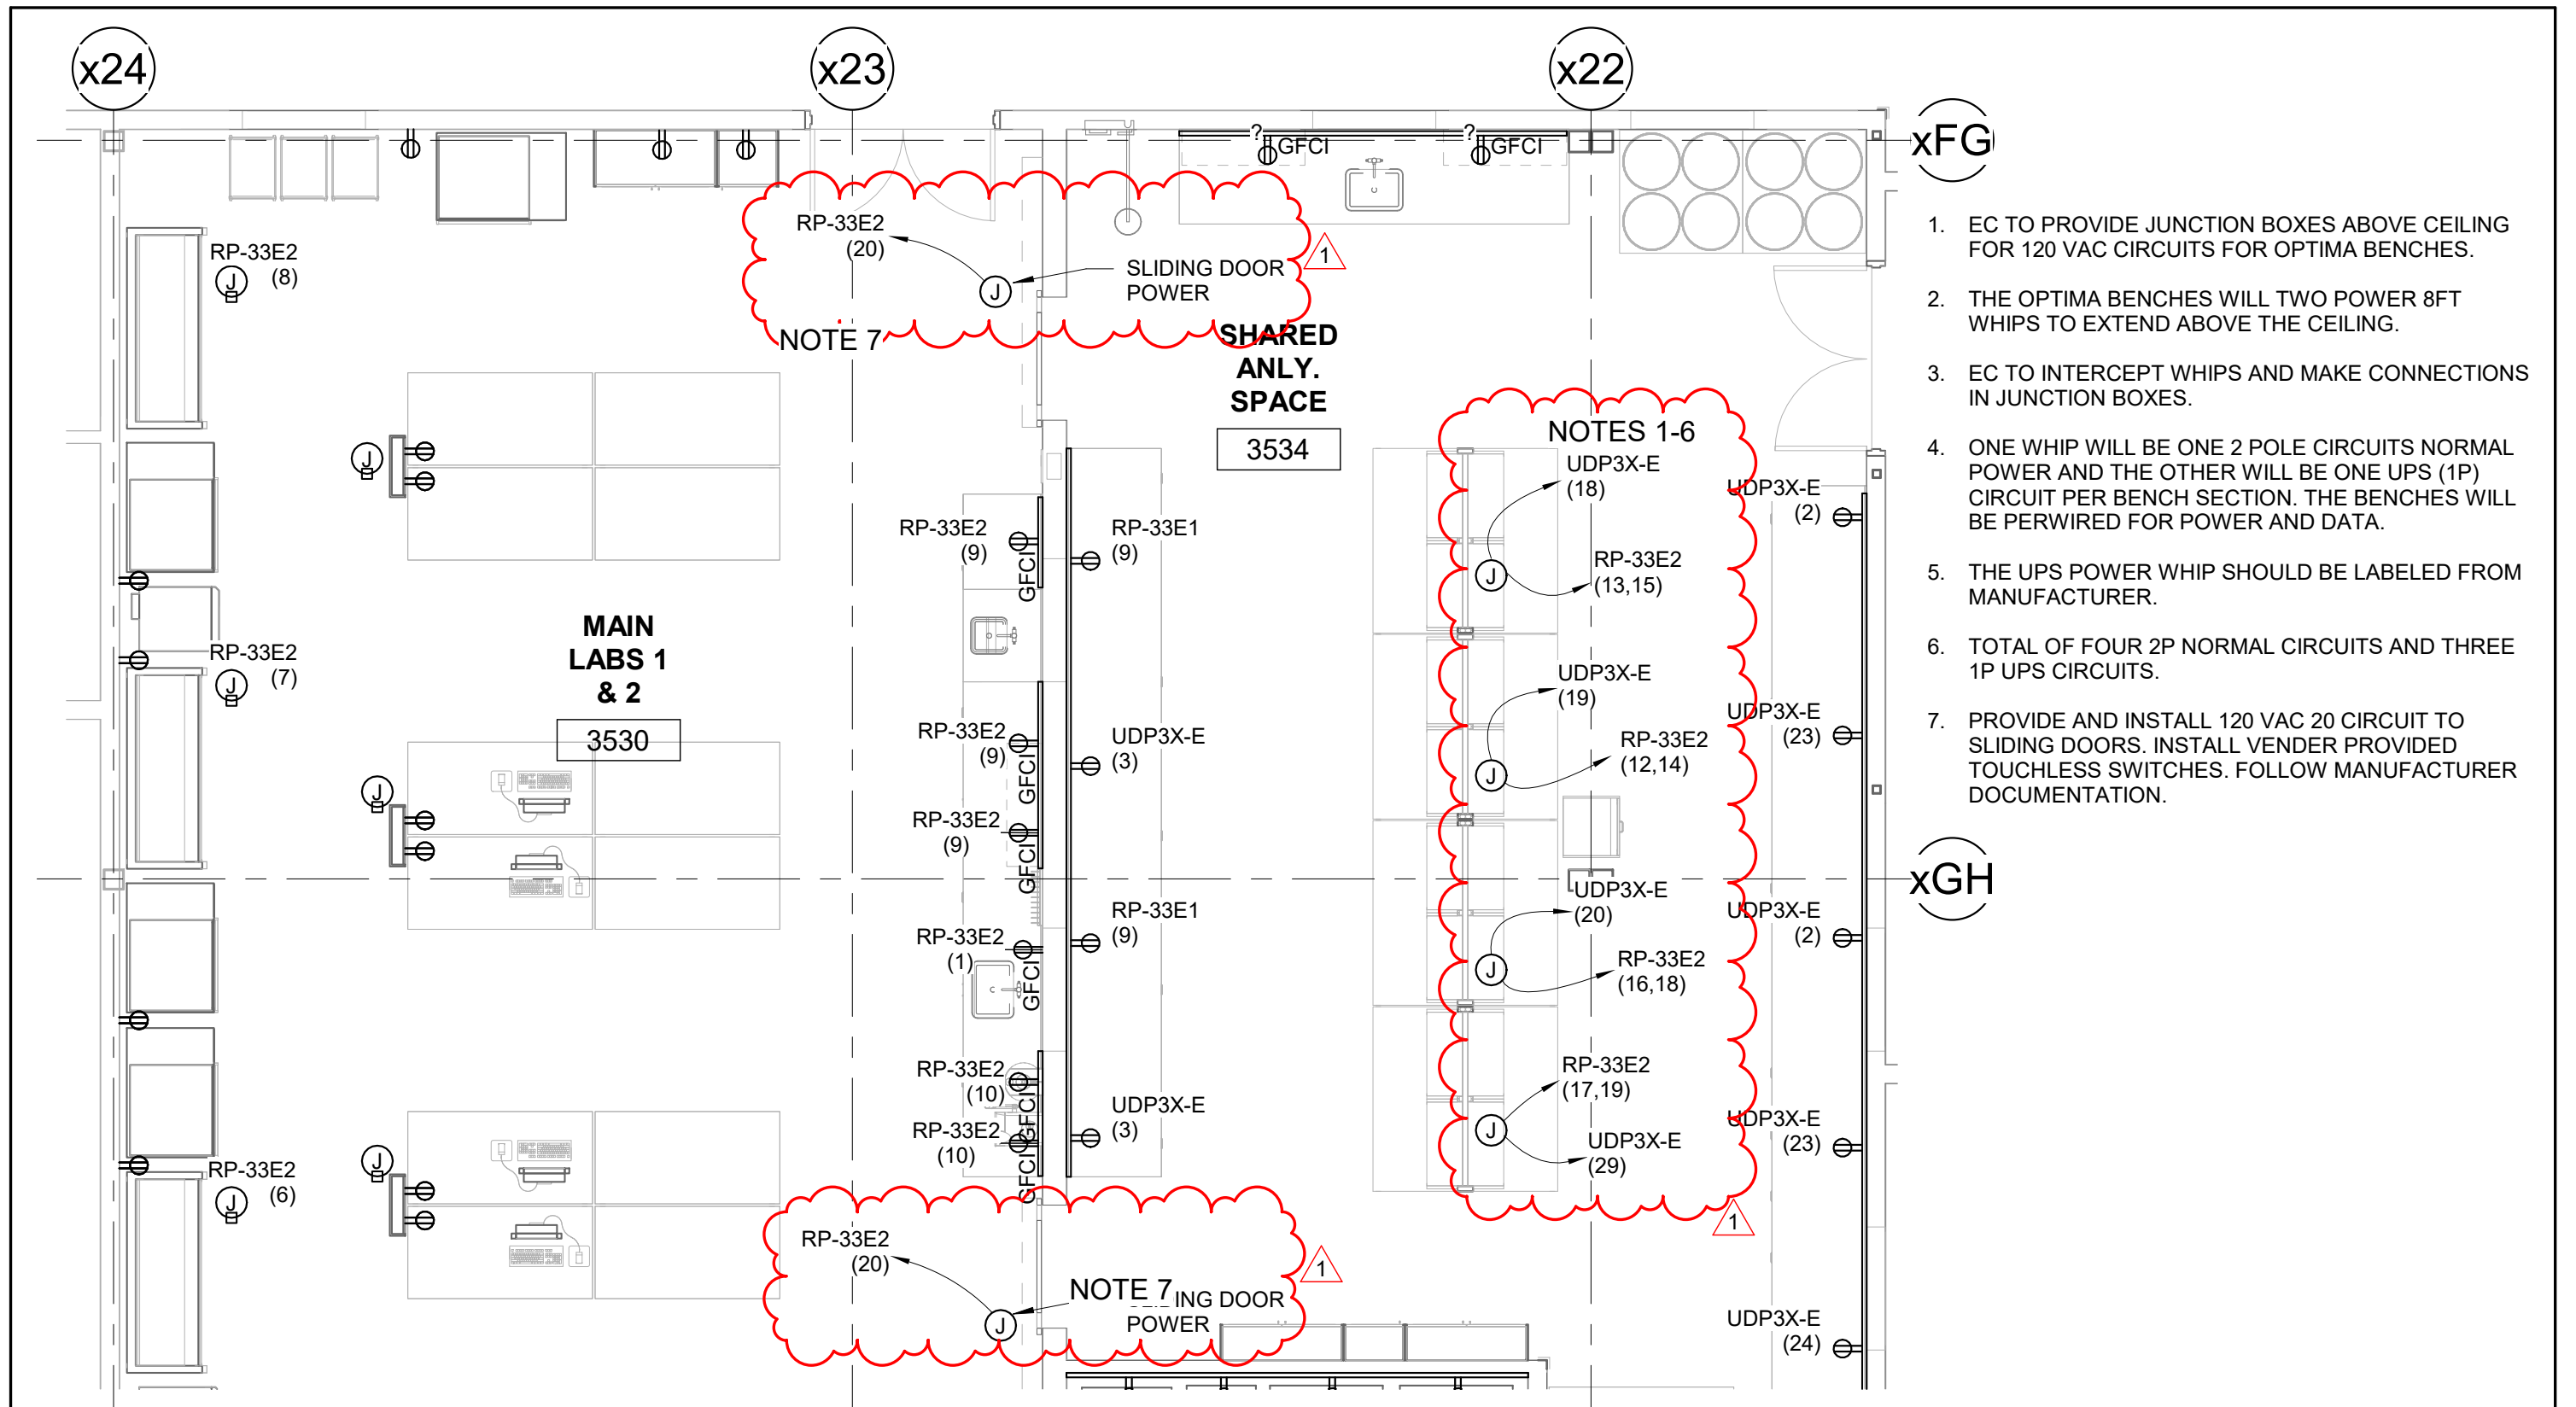 x24
x23
x22
xFG
xGH
?
GFCI
?
GFCI
RP-33E2
(8)
RP-33E2
(20)
J
SLIDING DOOR
POWER
1
NOTE 7
J
SHARED
ANLY.
SPACE
3534
J
RP-33E2
(7)
J
MAIN
LABS 1
& 2
3530
J
J
RP-33E2
(6)
J
RP-33E2
(9)
GFCI
RP-33E2
(9)
GFCI
RP-33E2
(9)
GFCI
RP-33E2
(1)
GFCI
RP-33E2
(10)
GFCI
RP-33E2
(10)
GFCI
RP-33E1
(9)
UDP3X-E
(3)
RP-33E1
(9)
UDP3X-E
(3)
NOTES 1-6
UDP3X-E
(18)
J
RP-33E2
(13,15)
UDP3X-E
(19)
J
RP-33E2
(12,14)
UDP3X-E
(20)
J
RP-33E2
(16,18)
RP-33E2
(17,19)
J
UDP3X-E
(29)
1
UDP3X-E
(2)
UDP3X-E
(23)
UDP3X-E
(2)
UDP3X-E
(23)
UDP3X-E
(24)
RP-33E2
(20)
J
NOTE 7
DOOR
POWER
1
1. EC TO PROVIDE JUNCTION BOXES ABOVE CEILING
FOR 120 VAC CIRCUITS FOR OPTIMA BENCHES.
2. THE OPTIMA BENCHES WILL TWO POWER 8FT
WHIPS TO EXTEND ABOVE THE CEILING.
3. EC TO INTERCEPT WHIPS AND MAKE CONNECTIONS
IN JUNCTION BOXES.
4. ONE WHIP WILL BE ONE 2 POLE CIRCUITS NORMAL
POWER AND THE OTHER WILL BE ONE UPS (1P)
CIRCUIT PER BENCH SECTION. THE BENCHES WILL
BE PERWIRED FOR POWER AND DATA.
5. THE UPS POWER WHIP SHOULD BE LABELED FROM
MANUFACTURER.
6. TOTAL OF FOUR 2P NORMAL CIRCUITS AND THREE
1P UPS CIRCUITS.
7. PROVIDE AND INSTALL 120 VAC 20 CIRCUIT TO
SLIDING DOORS. INSTALL VENDER PROVIDED
TOUCHLESS SWITCHES. FOLLOW MANUFACTURER
DOCUMENTATION.